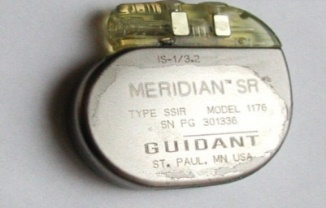 IS-1/3.2
MERIDIAN™ SR®
TYPE SSIR MODEL 1176
SN PG 301336
GUIDANT
ST. PAUL, MN USA